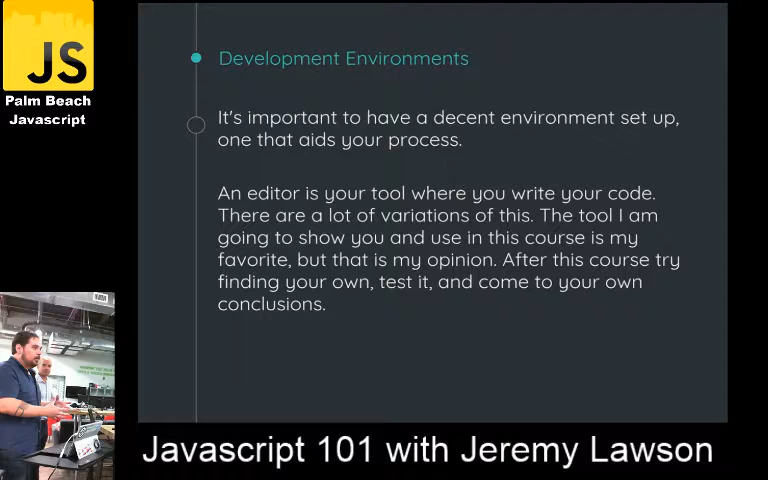 JS
Palm Beach
Javascript
Development Environments
It's important to have a decent environment set up,
one that aids your process.
An editor is your tool where you write your code.
There are a lot of variations of this. The tool I am
going to show you and use in this course is my
favorite, but that is my opinion. After this course try
finding your own, test it, and come to your own
conclusions.
Javascript 101 with Jeremy Lawson